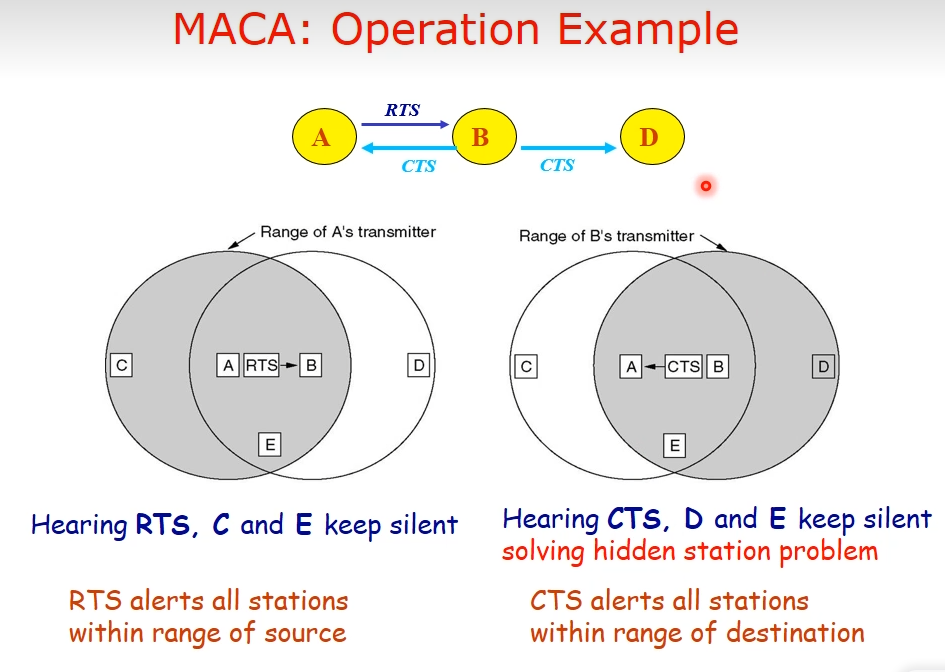 MACA: Operation Example
RTS
A B D
CTS CTS
Range of A's transmitter
Range of B's transmitter
C A RTS B D
E
C A CTS B D
E
Hearing RTS, C and E keep silent
Hearing CTS, D and E keep silent
solving hidden station problem
RTS alerts all stations
within range of source
CTS alerts all stations
within range of destination